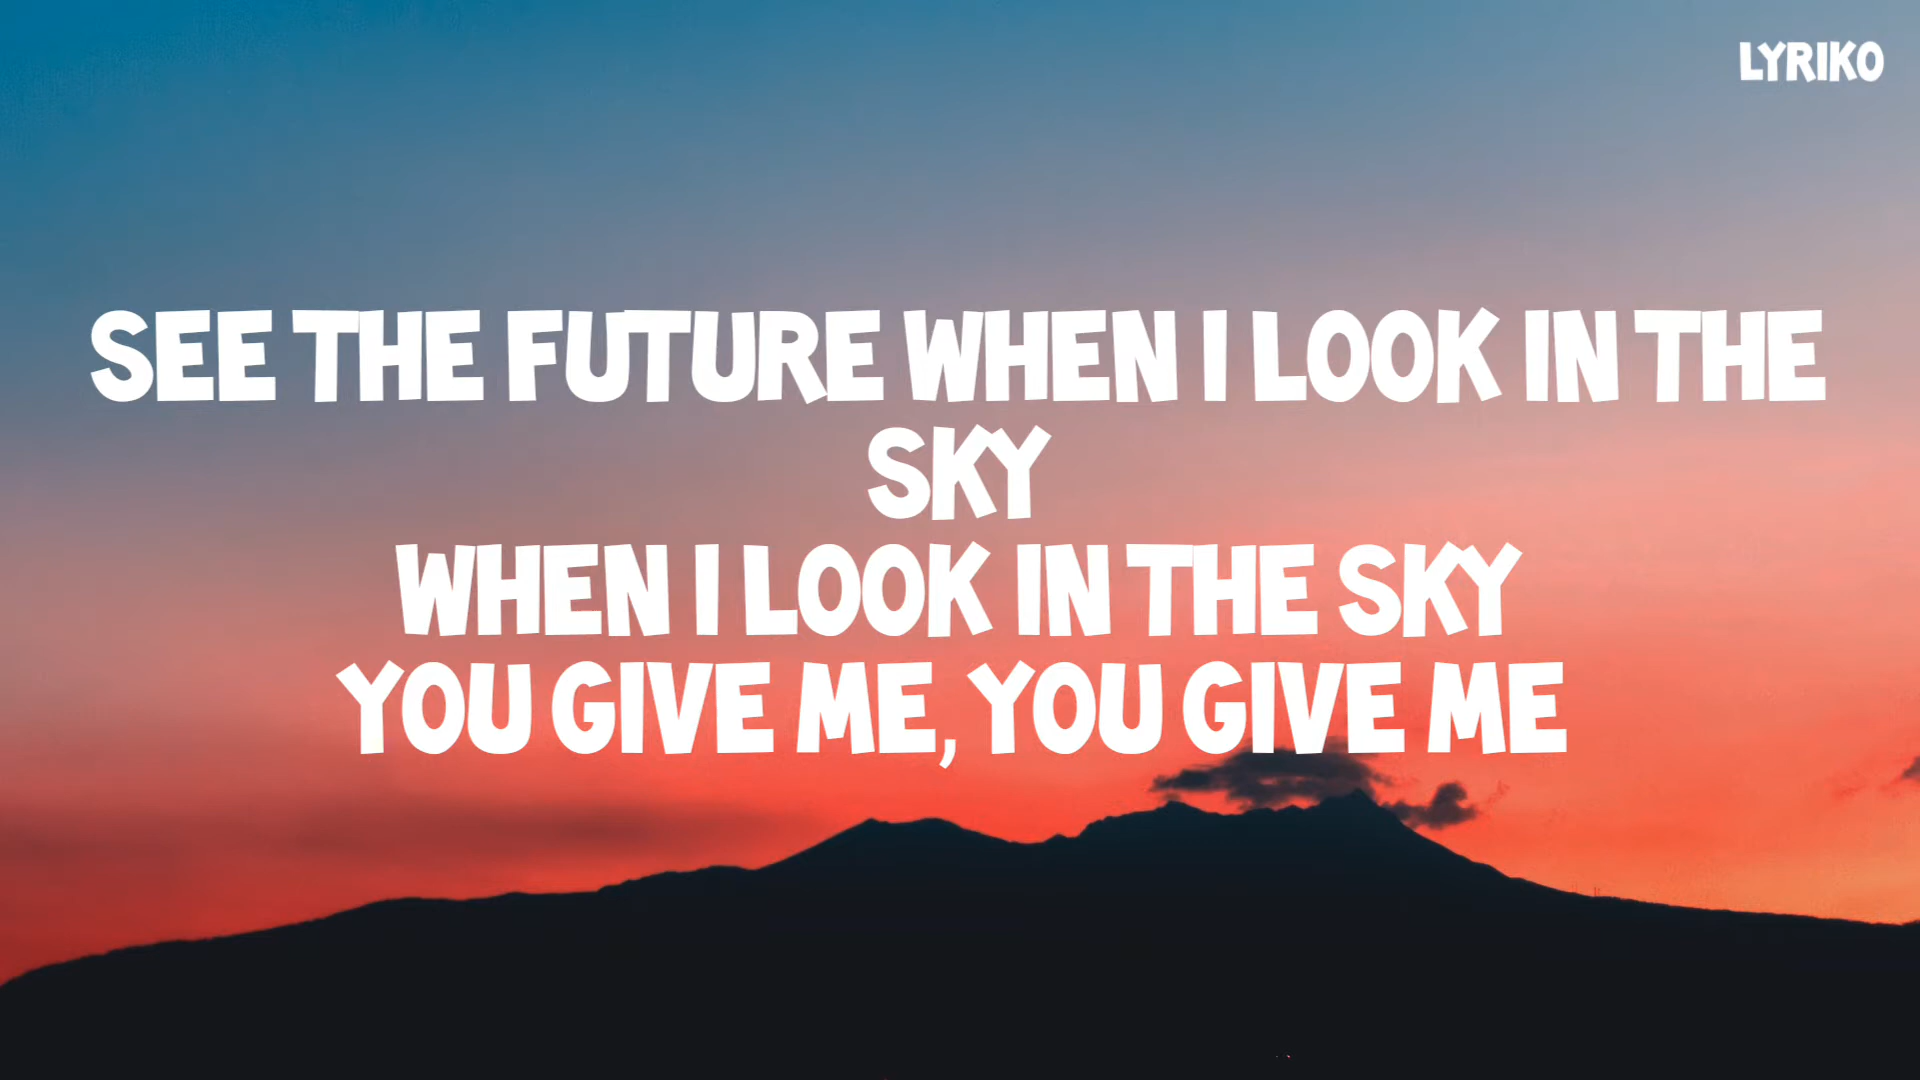 LYRIKO
SEE THE FUTURE WHEN I LOOK IN THE
SKY
WHEN I LOOK IN THE SKY
YOU GIVE ME, YOU GIVE ME